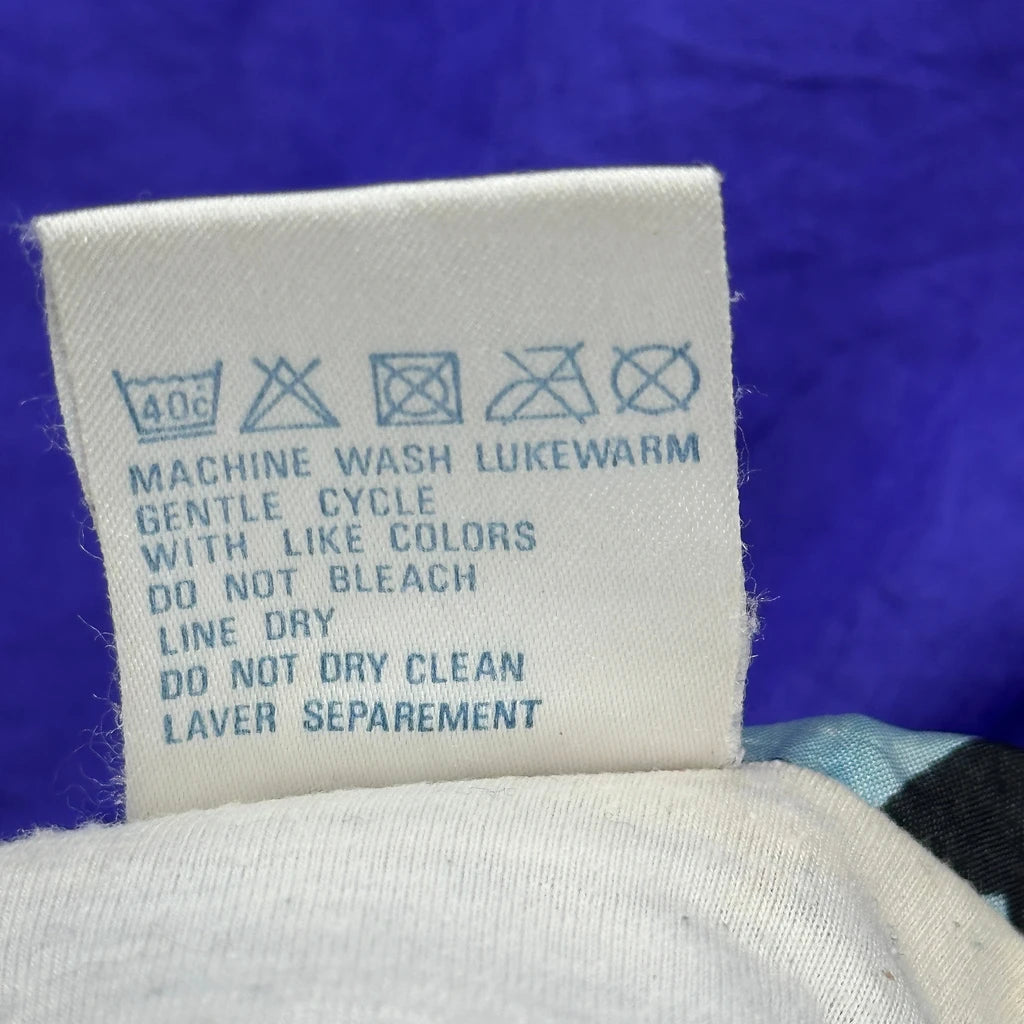 40c
MACHINE WASH LUKEWARM
GENTLE CYCLE
WITH LIKE COLORS
DO NOT BLEACH
LINE DRY
DO NOT DRY CLEAN
LAVER SEPAREMENT